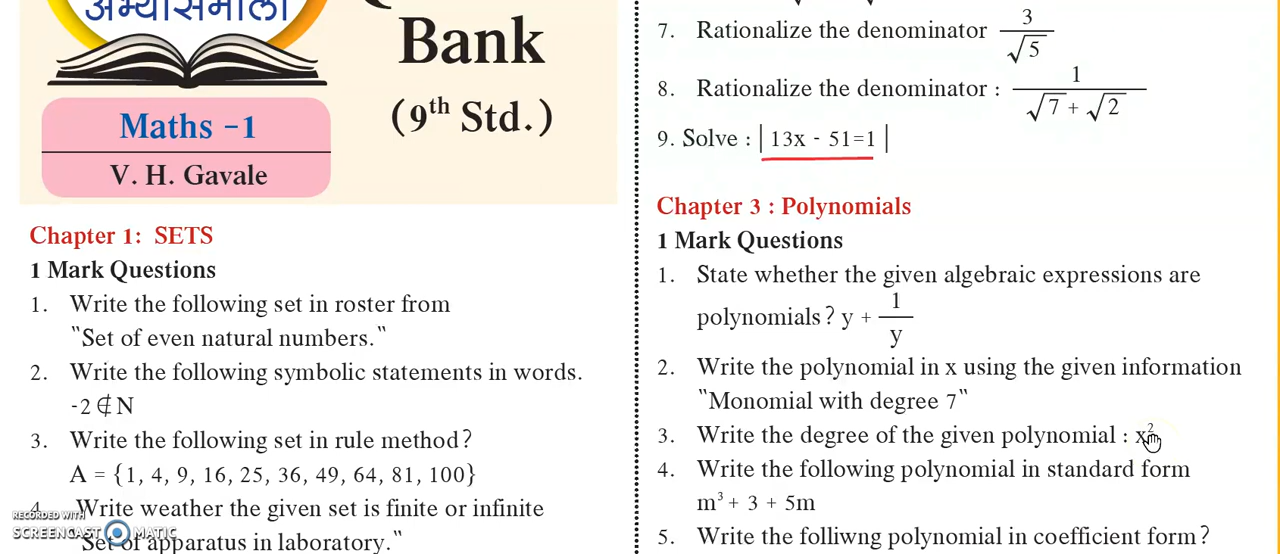 अभ्यासमाला
Bank
(9th Std.)
Maths -1
V. H. Gavale
Chapter 1: SETS
1 Mark Questions
1. Write the following set in roster from
"Set of even natural numbers."
2. Write the following symbolic statements in words.
-2 ∉ N
3. Write the following set in rule method?
A = {1, 4, 9, 16, 25, 36, 49, 64, 81, 100}
4. Write weather the given set is finite or infinite
"Set of apparatus in laboratory."
RECORDED WITH
SCREENCAST MATIC
7. Rationalize the denominator 3/√5
8. Rationalize the denominator : 1/(√7 + √2)
9. Solve : | 13x - 51=1 |
Chapter 3 : Polynomials
1 Mark Questions
1. State whether the given algebraic expressions are
polynomials? y + 1/y
2. Write the polynomial in x using the given information
"Monomial with degree 7"
3. Write the degree of the given polynomial : x²
4. Write the following polynomial in standard form
m³ + 3 + 5m
5. Write the folliwng polynomial in coefficient form?